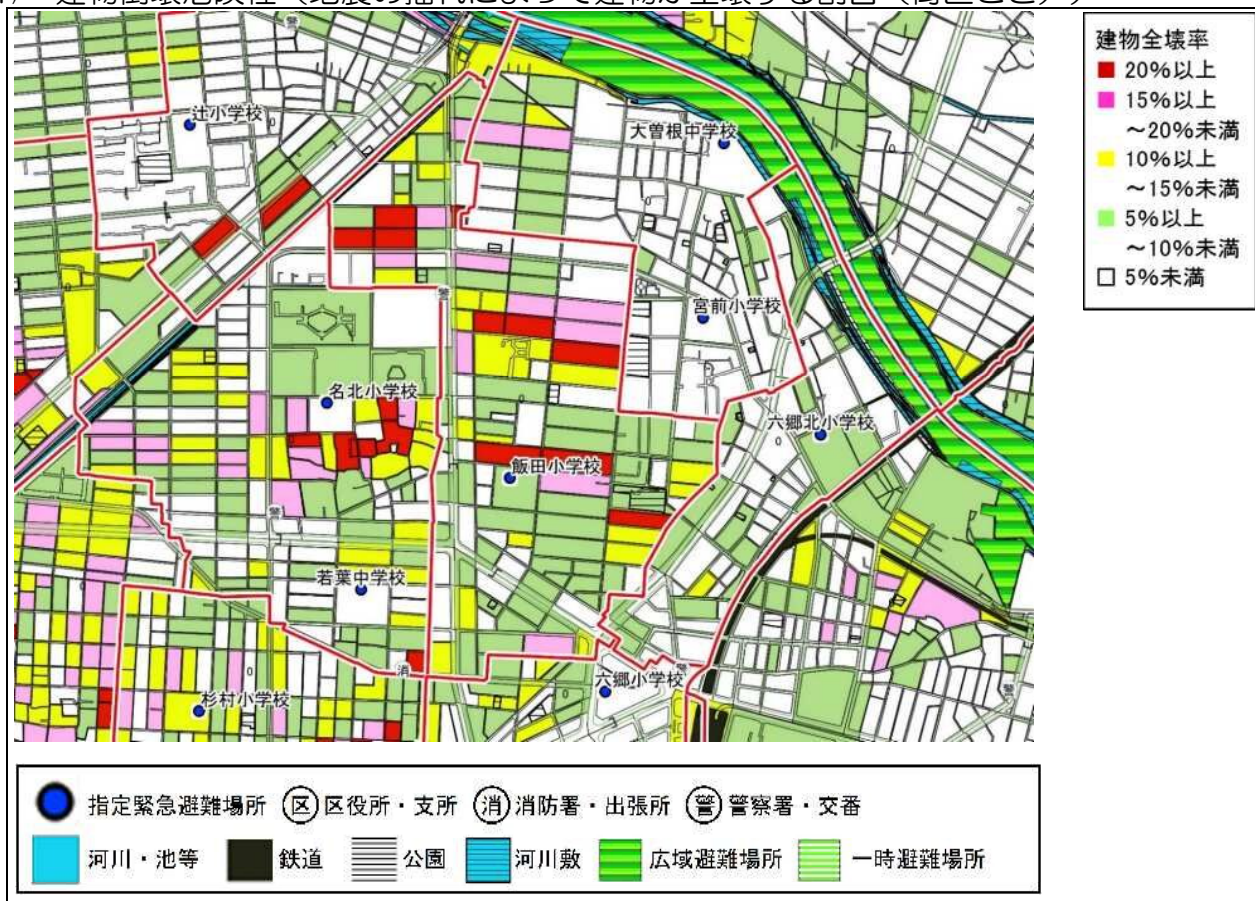 建物全壊率
20%以上
15%以上
~20%未満
10%以上
~15%未満
5%以上
~10%未満
5%未満
辻小学校
大曽根中学校
宮前小学校
名北小学校
六郷北小学校
飯田小学校
若葉中学校
六郷小学校
杉村小学校
警
警
警
消
警
警
指定緊急避難場所 区 区役所・支所 消 消防署・出張所 警 警察署・交番
河川・池等 鉄道 公園 河川敷 広域避難場所 一時避難場所